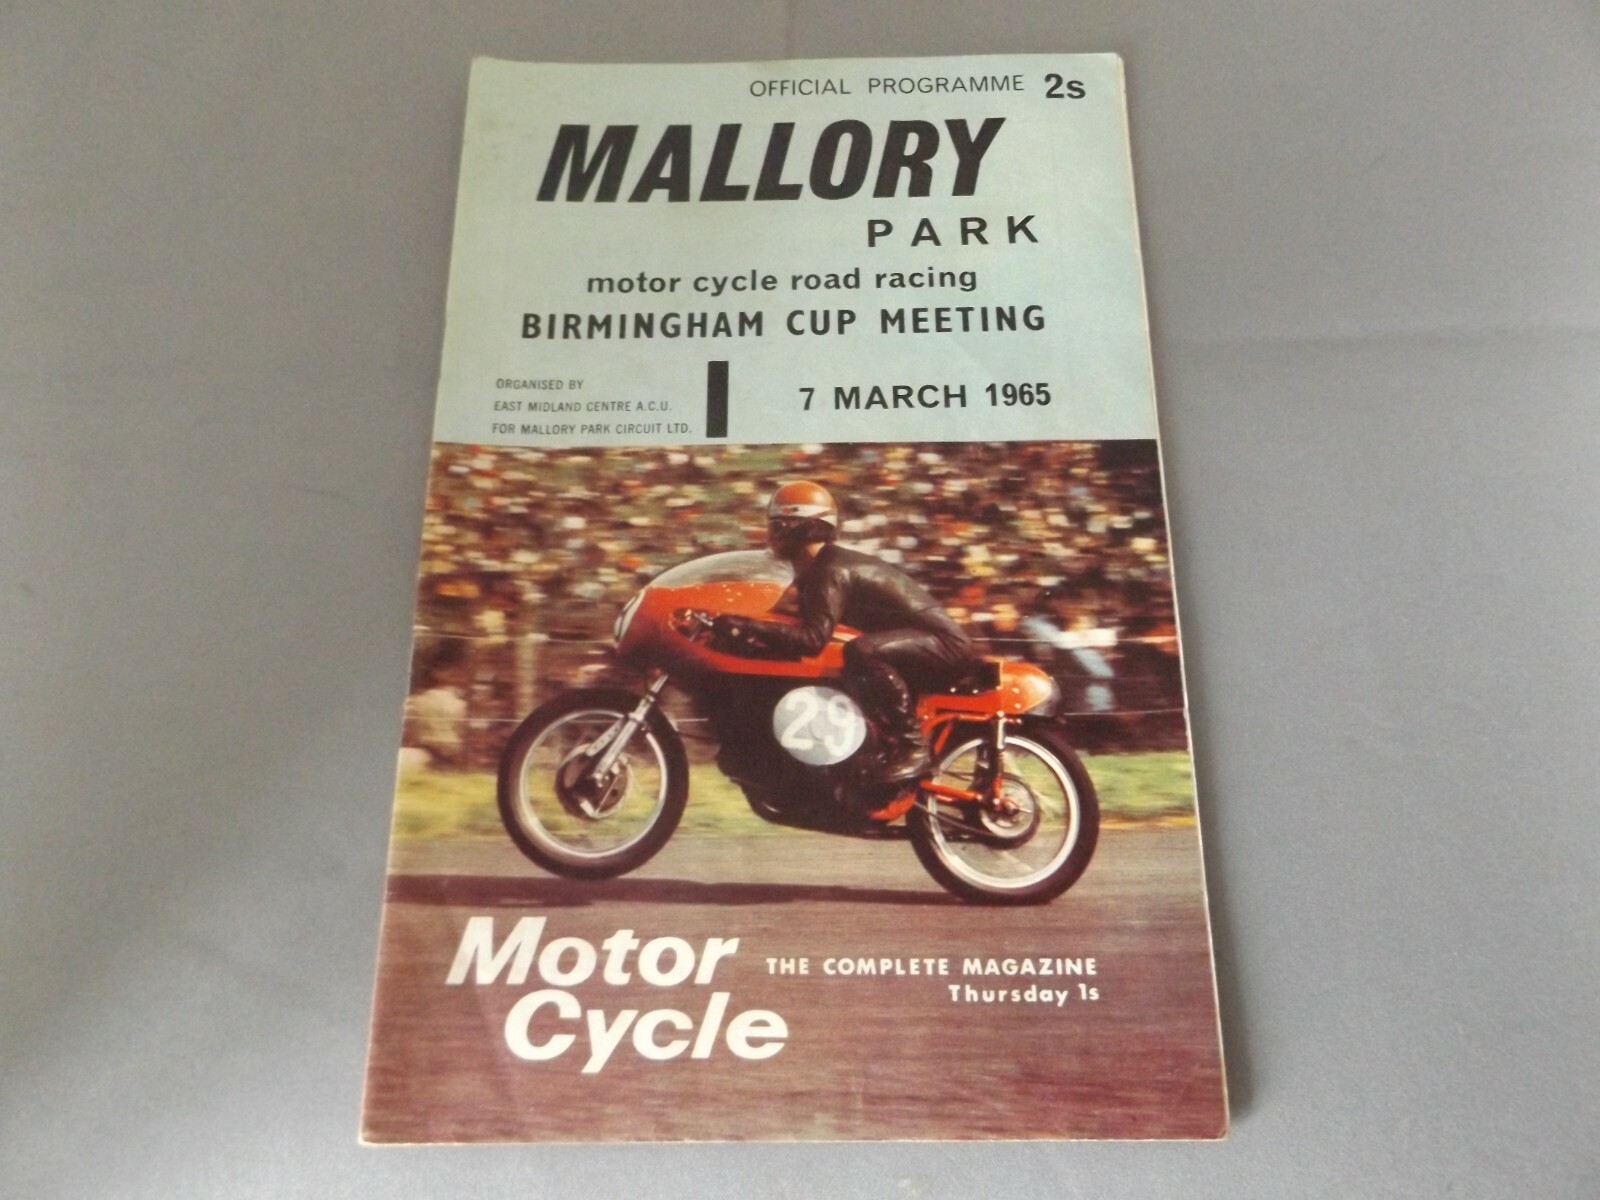 OFFICIAL PROGRAMME 2s
MALLORY
PARK
motor cycle road racing
BIRMINGHAM CUP MEETING
ORGANISED BY
EAST MIDLAND CENTRE A.C.U.
FOR MALLORY PARK CIRCUIT LTD.
7 MARCH 1965
29
Motor
Cycle
THE COMPLETE MAGAZINE
Thursday 1s